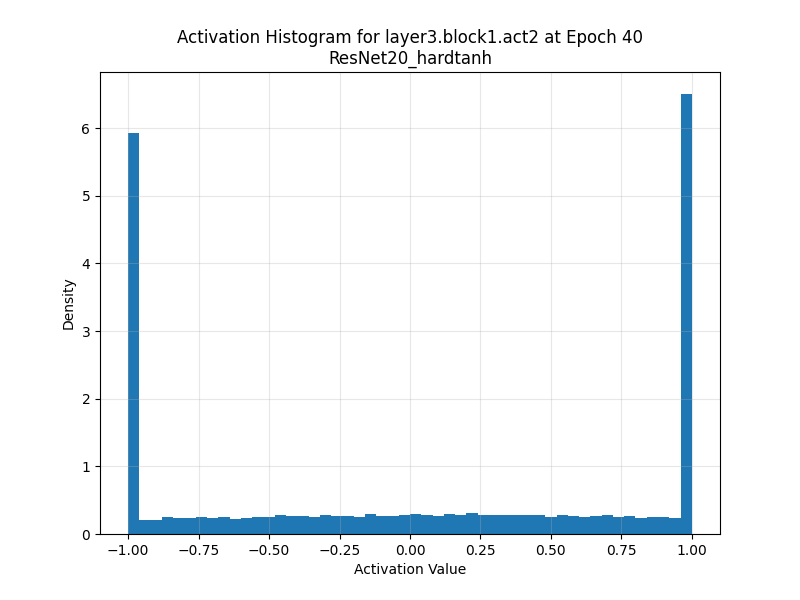 Activation Histogram for layer3.block1.act2 at Epoch 40
ResNet20_hardtanh
Density
6
5
4
3
2
1
0
−1.00 −0.75 −0.50 −0.25 0.00 0.25 0.50 0.75 1.00
Activation Value